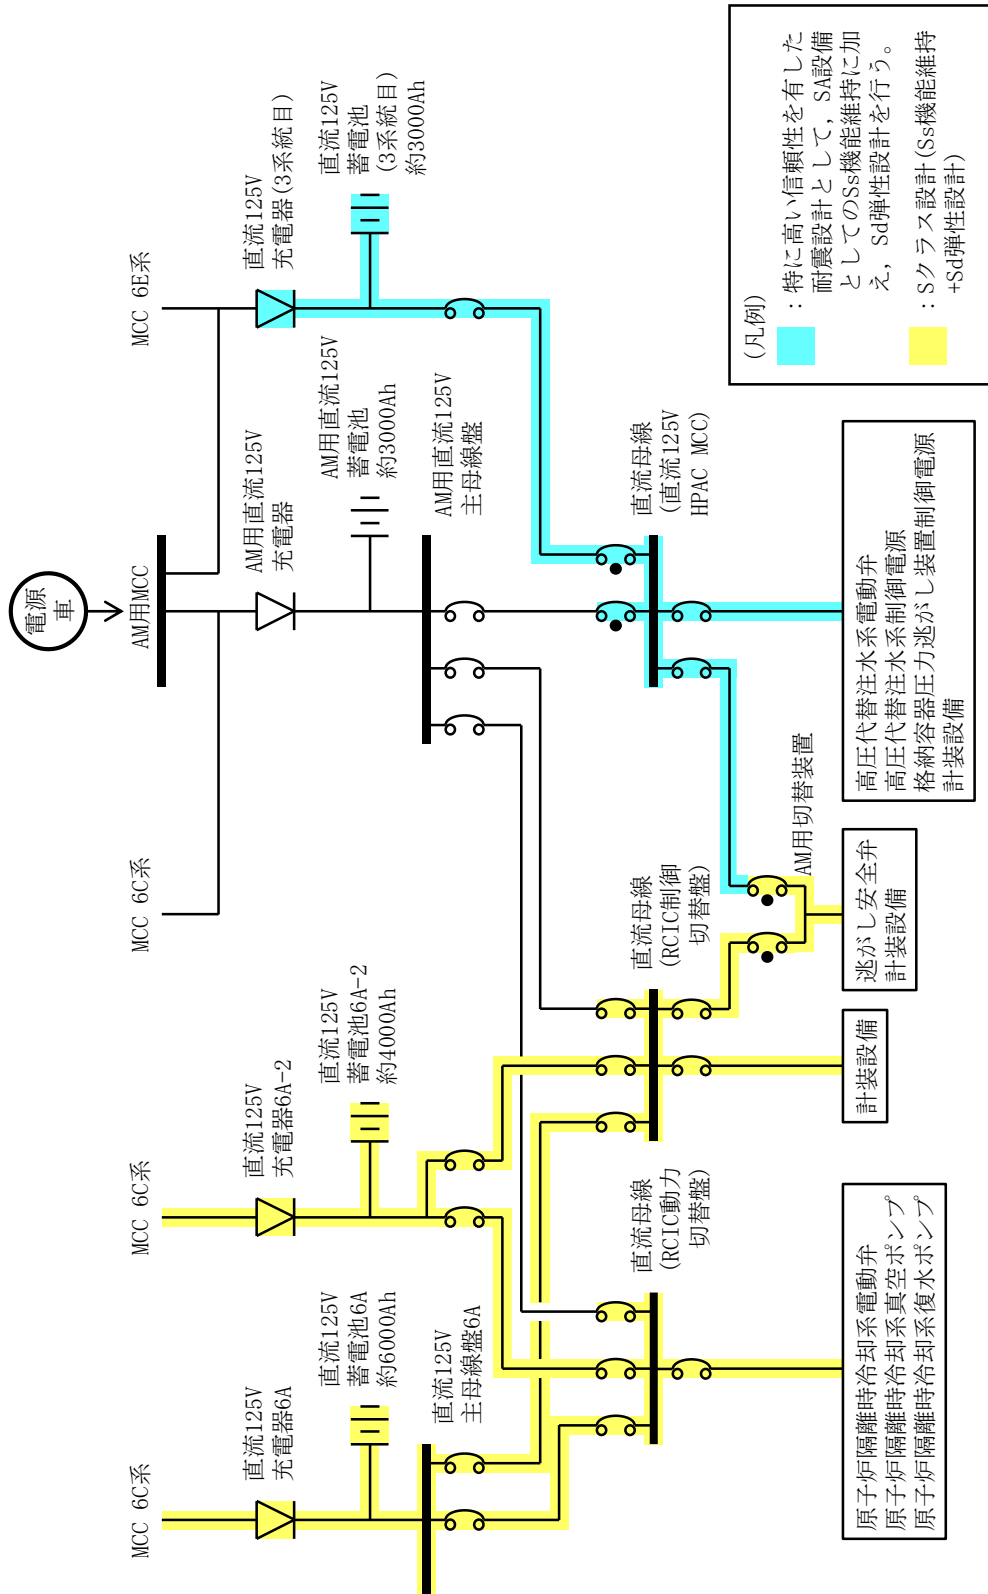 電源
車
AM用MCC
MCC 6C系
MCC 6C系
MCC 6C系
MCC 6E系
直流125V
充電器6A
直流125V
充電器6A-2
AM用直流125V
充電器
直流125V
充電器(3系統目)
直流125V
蓄電池6A
約6000Ah
直流125V
蓄電池6A-2
約4000Ah
AM用直流125V
蓄電池
約3000Ah
直流125V
蓄電池
(3系統目)
約3000Ah
直流125V
主母線盤6A
AM用直流125V
主母線盤
直流母線
(RCIC動力
切替盤)
直流母線
(RCIC制御
切替盤)
直流母線
(直流125V
HPAC MCC)
AM用切替装置
原子炉隔離時冷却系電動弁
原子炉隔離時冷却系真空ポンプ
原子炉隔離時冷却系復水ポンプ
計装設備
逃がし安全弁
計装設備
高圧代替注水系電動弁
高圧代替注水系制御電源
格納容器圧力逃がし装置制御電源
計装設備
(凡例)
：特に高い信頼性を有した
耐震設計として，SA設備
としてのSs機能維持に加
え，Sd弾性設計を行う。
：Sクラス設計(Ss機能維持
+Sd弾性設計)